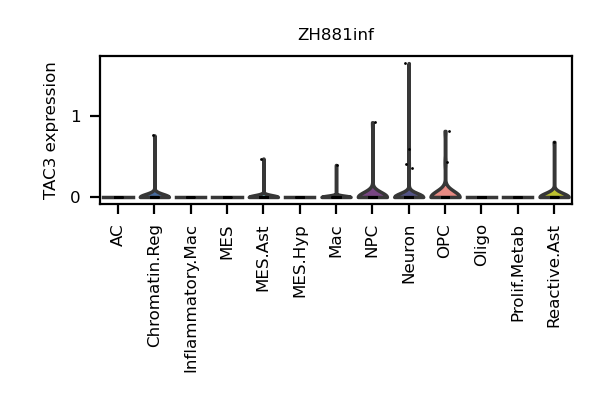 ZH881inf
TAC3 expression
1
0
AC
Chromatin.Reg
Inflammatory.Mac
MES
MES.Ast
MES.Hyp
Mac
NPC
Neuron
OPC
Oligo
Prolif.Metab
Reactive.Ast